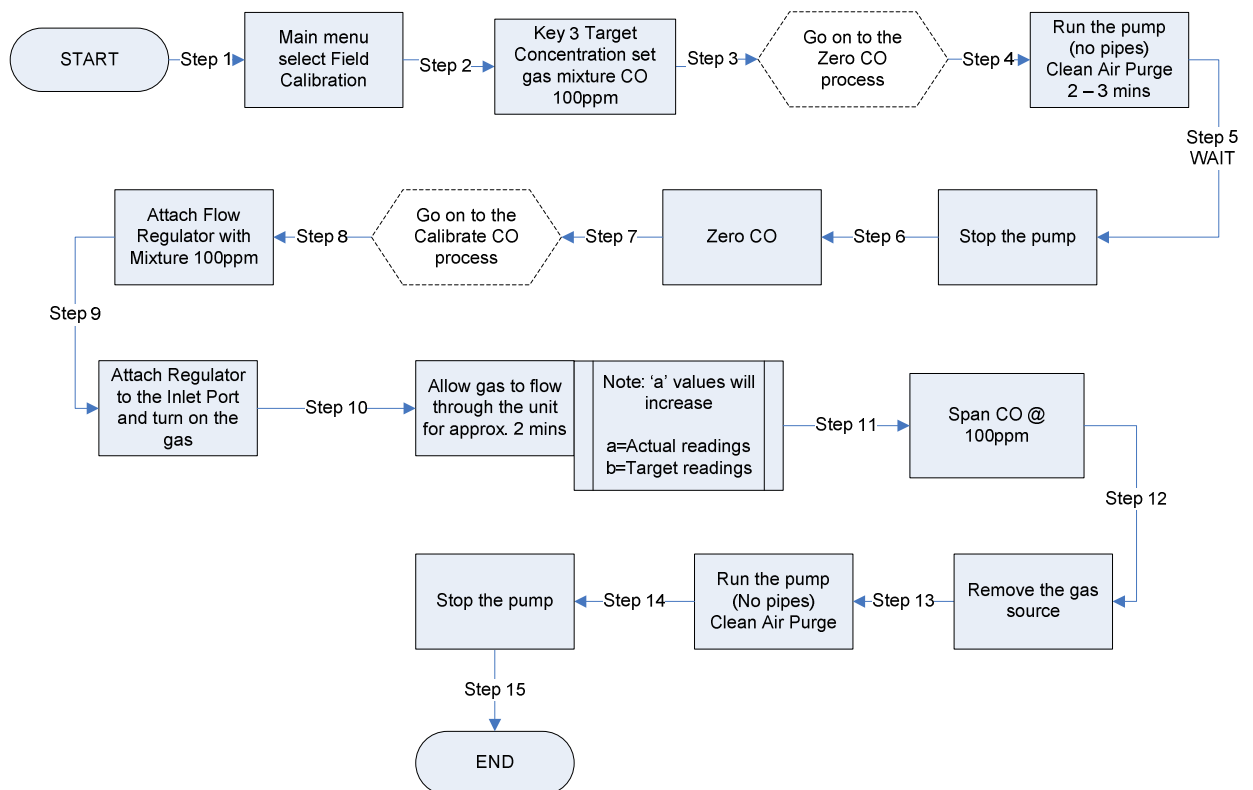 START
Step 1
Main menu
select Field
Calibration
Step 2
Key 3 Target
Concentration set
gas mixture CO
100ppm
Step 3
Go on to the
Zero CO
process
Step 4
Run the pump
(no pipes)
Clean Air Purge
2 – 3 mins
Step 5
WAIT
Stop the pump
Step 6
Zero CO
Step 7
Go on to the
Calibrate CO
process
Step 8
Attach Flow
Regulator with
Mixture 100ppm
Step 9
Attach Regulator
to the Inlet Port
and turn on the
gas
Step 10
Allow gas to flow
through the unit
for approx. 2 mins
Note: ‘a’ values will
increase
a=Actual readings
b=Target readings
Step 11
Span CO @
100ppm
Step 12
Remove the gas
source
Step 13
Run the pump
(No pipes)
Clean Air Purge
Step 14
Stop the pump
Step 15
END